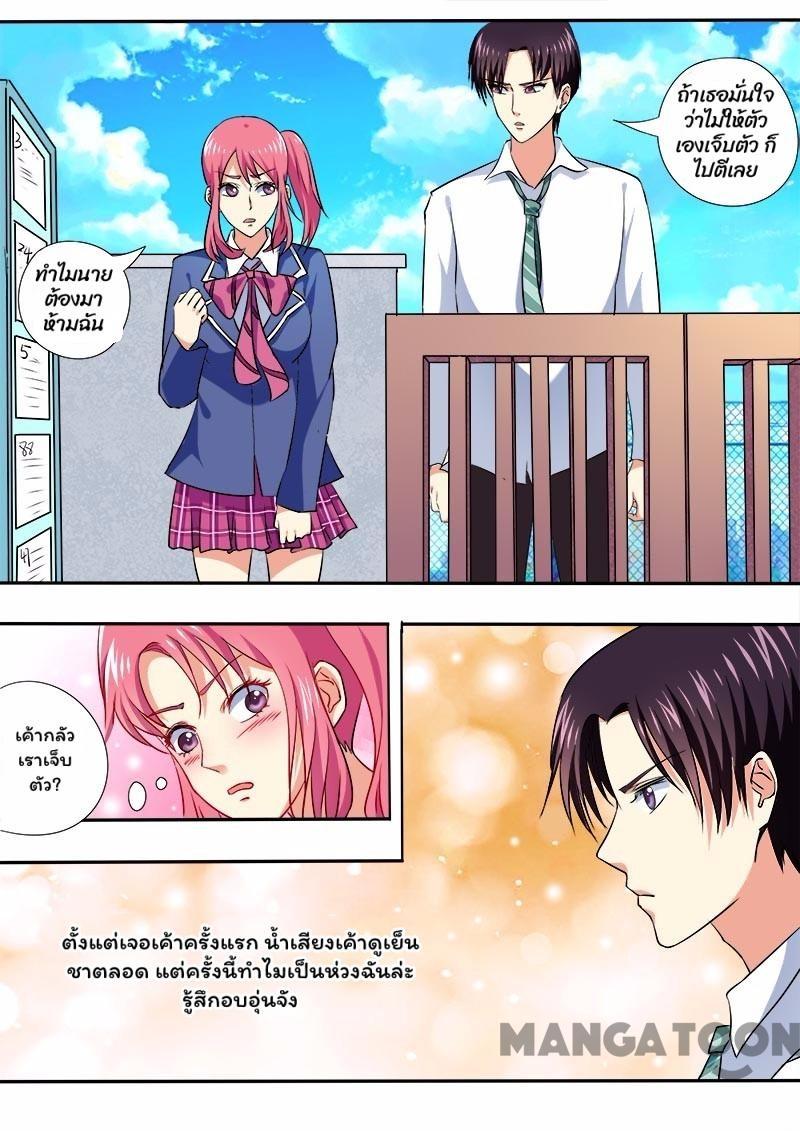 ถ้าเธอมั่นใจ
ว่าไม่ให้ตัว
เองเจ็บตัว ก็
ไปตีเลย
ทำไมนาย
ต้องมา
ห้ามฉัน
3
24
5
88
41
เค้ากลัว
เราเจ็บ
ตัว?
ตั้งแต่เจอเค้าครั้งแรก น้ำเสียงเค้าดูเย็น
ชาตลอด แต่ครั้งนี้ทำไมเป็นห่วงฉันล่ะ
รู้สึกอบอุ่นจัง
MANGATOON